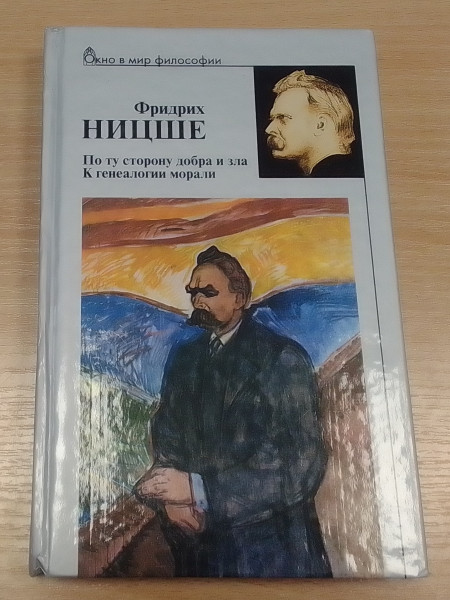 Окно в мир философии
Фридрих
НИЦШЕ
По ту сторону добра и зла
К генеалогии морали